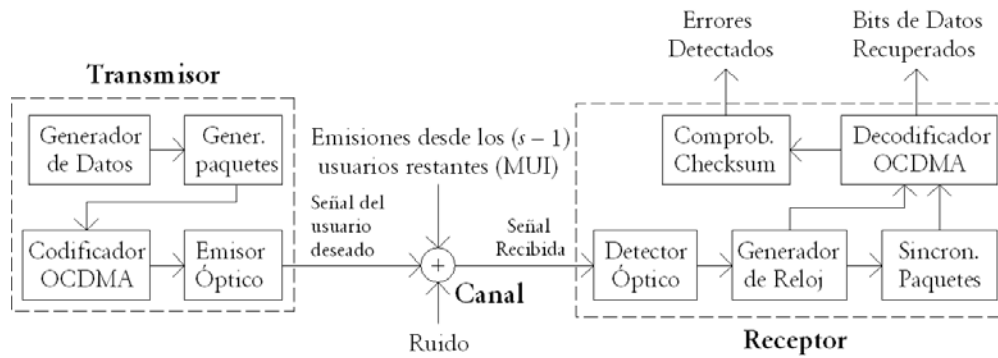 Transmisor
Generador
de Datos
Gener.
paquetes
Codificador
OCDMA
Emisor
Óptico
Señal del
usuario
deseado
Emisiones desde los (s – 1)
usuarios restantes (MUI)
+
Canal
Ruido
Señal
Recibida
Errores
Detectados
Bits de Datos
Recuperados
Comprob.
Checksum
Decodificador
OCDMA
Detector
Óptico
Generador
de Reloj
Sincron.
Paquetes
Receptor